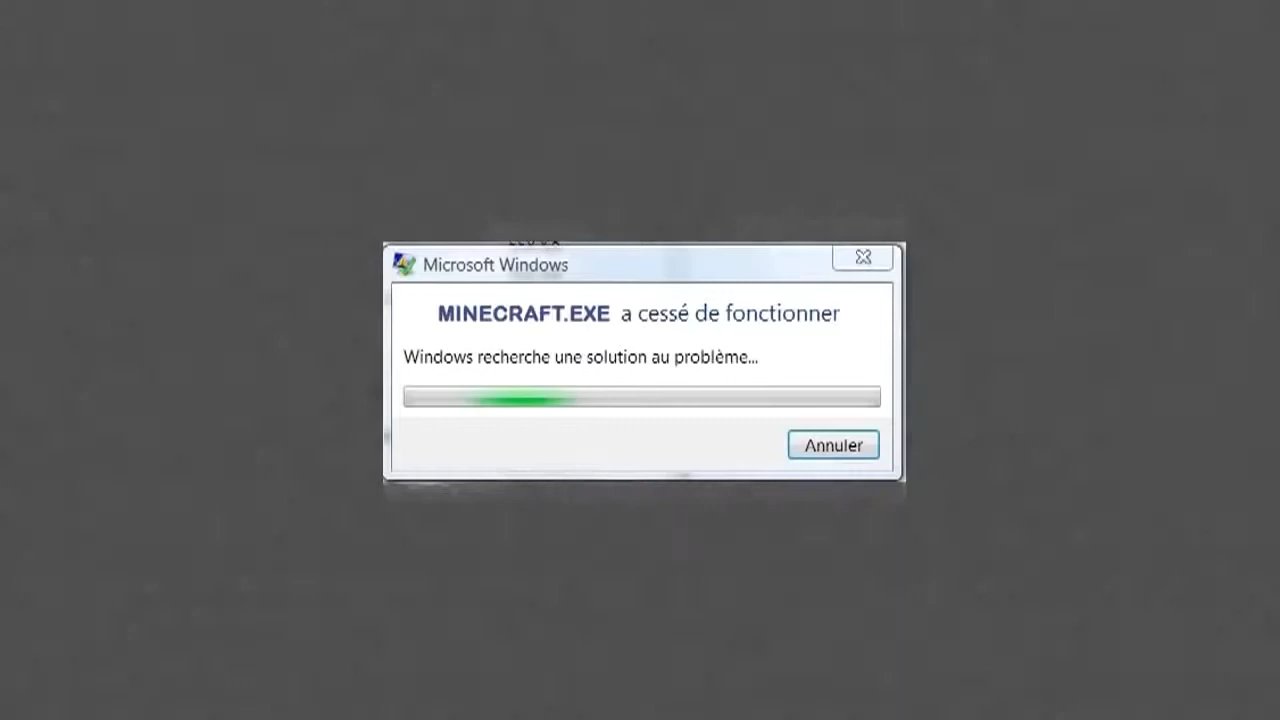 Microsoft Windows
MINECRAFT.EXE a cessé de fonctionner
Windows recherche une solution au problème...
Annuler